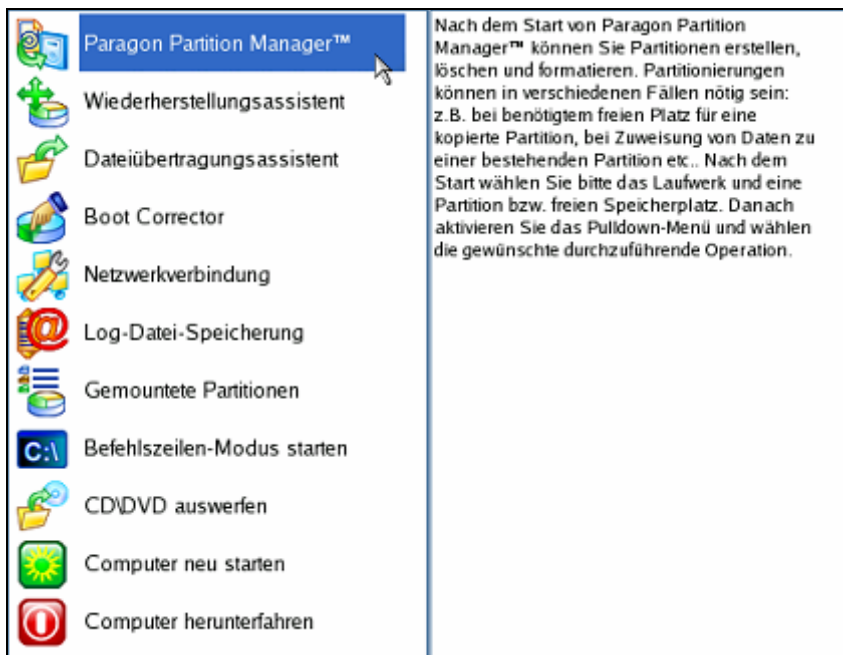 Paragon Partition Manager™
Wiederherstellungsassistent
Dateiübertragungsassistent
Boot Corrector
Netzwerkverbindung
Log-Datei-Speicherung
Gemountete Partitionen
C:\
Befehlszeilen-Modus starten
CD\DVD auswerfen
Computer neu starten
Computer herunterfahren
Nach dem Start von Paragon Partition
Manager™ können Sie Partitionen erstellen,
löschen und formatieren. Partitionierungen
können in verschiedenen Fällen nötig sein:
z.B. bei benötigtem freien Platz für eine
kopierte Partition, bei Zuweisung von Daten zu
einer bestehenden Partition etc.. Nach dem
Start wählen Sie bitte das Laufwerk und eine
Partition bzw. freien Speicherplatz. Danach
aktivieren Sie das Pulldown-Menü und wählen
die gewünschte durchzuführende Operation.